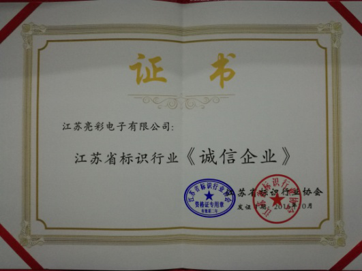 证书
江苏亮彩电子有限公司:
江苏省标识行业《诚信企业》
江苏省标识行业协会